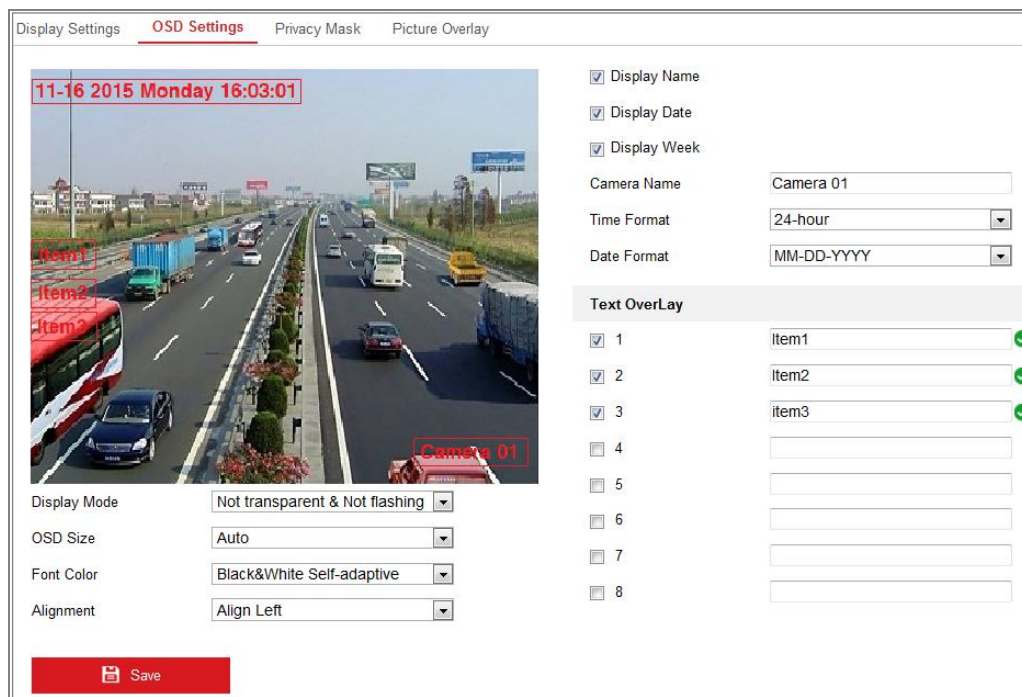 Display Settings OSD Settings Privacy Mask Picture Overlay
11-16 2015 Monday 16:03:01
Item1
Item2
Item3
Camera 01
Display Mode Not transparent & Not flashing
OSD Size Auto
Font Color Black&White Self-adaptive
Alignment Align Left
Save
Display Name
Display Date
Display Week
Camera Name Camera 01
Time Format 24-hour
Date Format MM-DD-YYYY
Text OverLay
1 Item1
2 Item2
3 item3
4
5
6
7
8